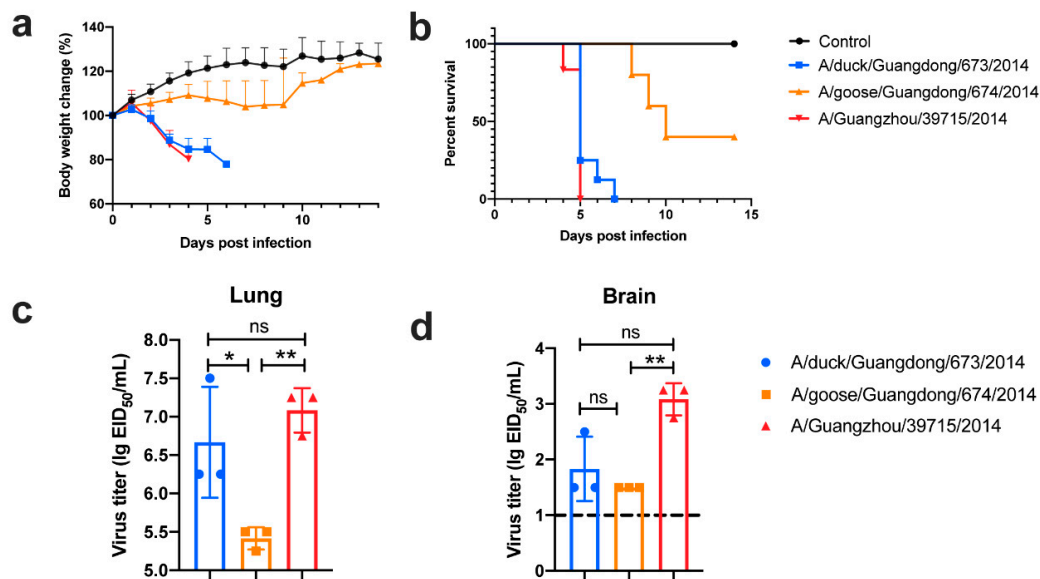 a
Body weight change (%)
140
120
100
80
60
0
5
10
Days post infection
b
Percent survival
100
50
0
0
5
10
15
Days post infection
Control
A/duck/Guangdong/673/2014
A/goose/Guangdong/674/2014
A/Guangzhou/39715/2014
c
Lung
Virus titer (lg EID50/mL)
8.0
7.5
7.0
6.5
6.0
5.5
5.0
ns
*
**
d
Brain
Virus titer (lg EID50/mL)
4
3
2
1
0
ns
**
ns
A/duck/Guangdong/673/2014
A/goose/Guangdong/674/2014
A/Guangzhou/39715/2014